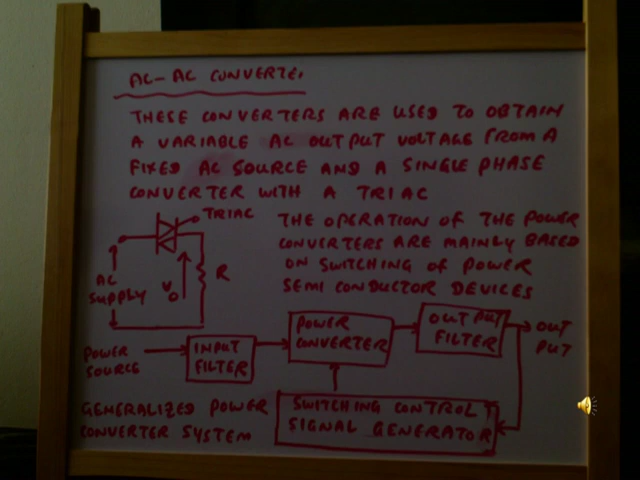 AC-AC CONVERTER
THESE CONVERTERS ARE USED TO OBTAIN
A VARIABLE AC OUTPUT VOLTAGE FROM A
FIXED AC SOURCE AND A SINGLE PHASE
CONVERTER WITH A TRIAC
TRIAC
AC
SUPPLY
Vo
R
THE OPERATION OF THE POWER
CONVERTERS ARE MAINLY BASED
ON SWITCHING OF POWER
SEMI CONDUCTOR DEVICES
POWER
SOURCE
INPUT
FILTER
POWER
CONVERTER
OUTPUT
FILTER
OUT
PUT
GENERALIZED POWER
CONVERTER SYSTEM
SWITCHING CONTROL
SIGNAL GENERATOR